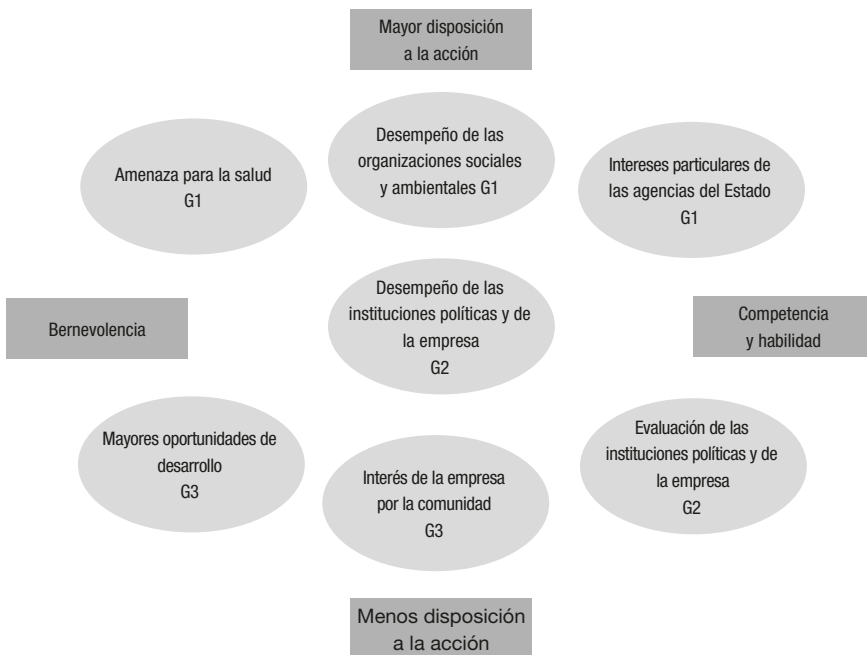 Mayor disposición
a la acción
Desempeño de las
organizaciones sociales
y ambientales G1
Amenaza para la salud
G1
Intereses particulares de
las agencias del Estado
G1
Desempeño de las
instituciones políticas y de
la empresa
G2
Bernevolencia
Competencia
y habilidad
Mayores oportunidades de
desarrollo
G3
Interés de la empresa
por la comunidad
G3
Evaluación de las
instituciones políticas y de
la empresa
G2
Menos disposición
a la acción